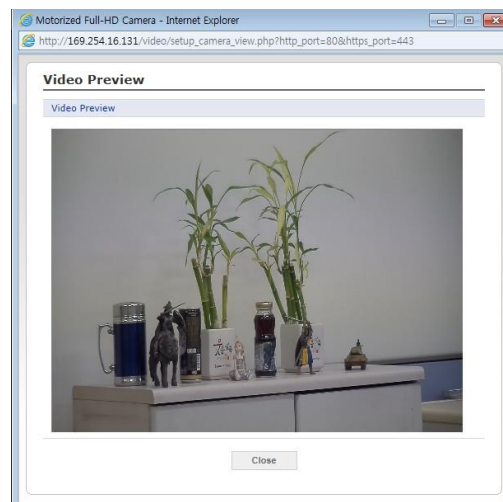 Motorized Full-HD Camera - Internet Explorer
http://169.254.16.131/video/setup_camera_view.php?http_port=80&https_port=443
Video Preview
Video Preview
Close